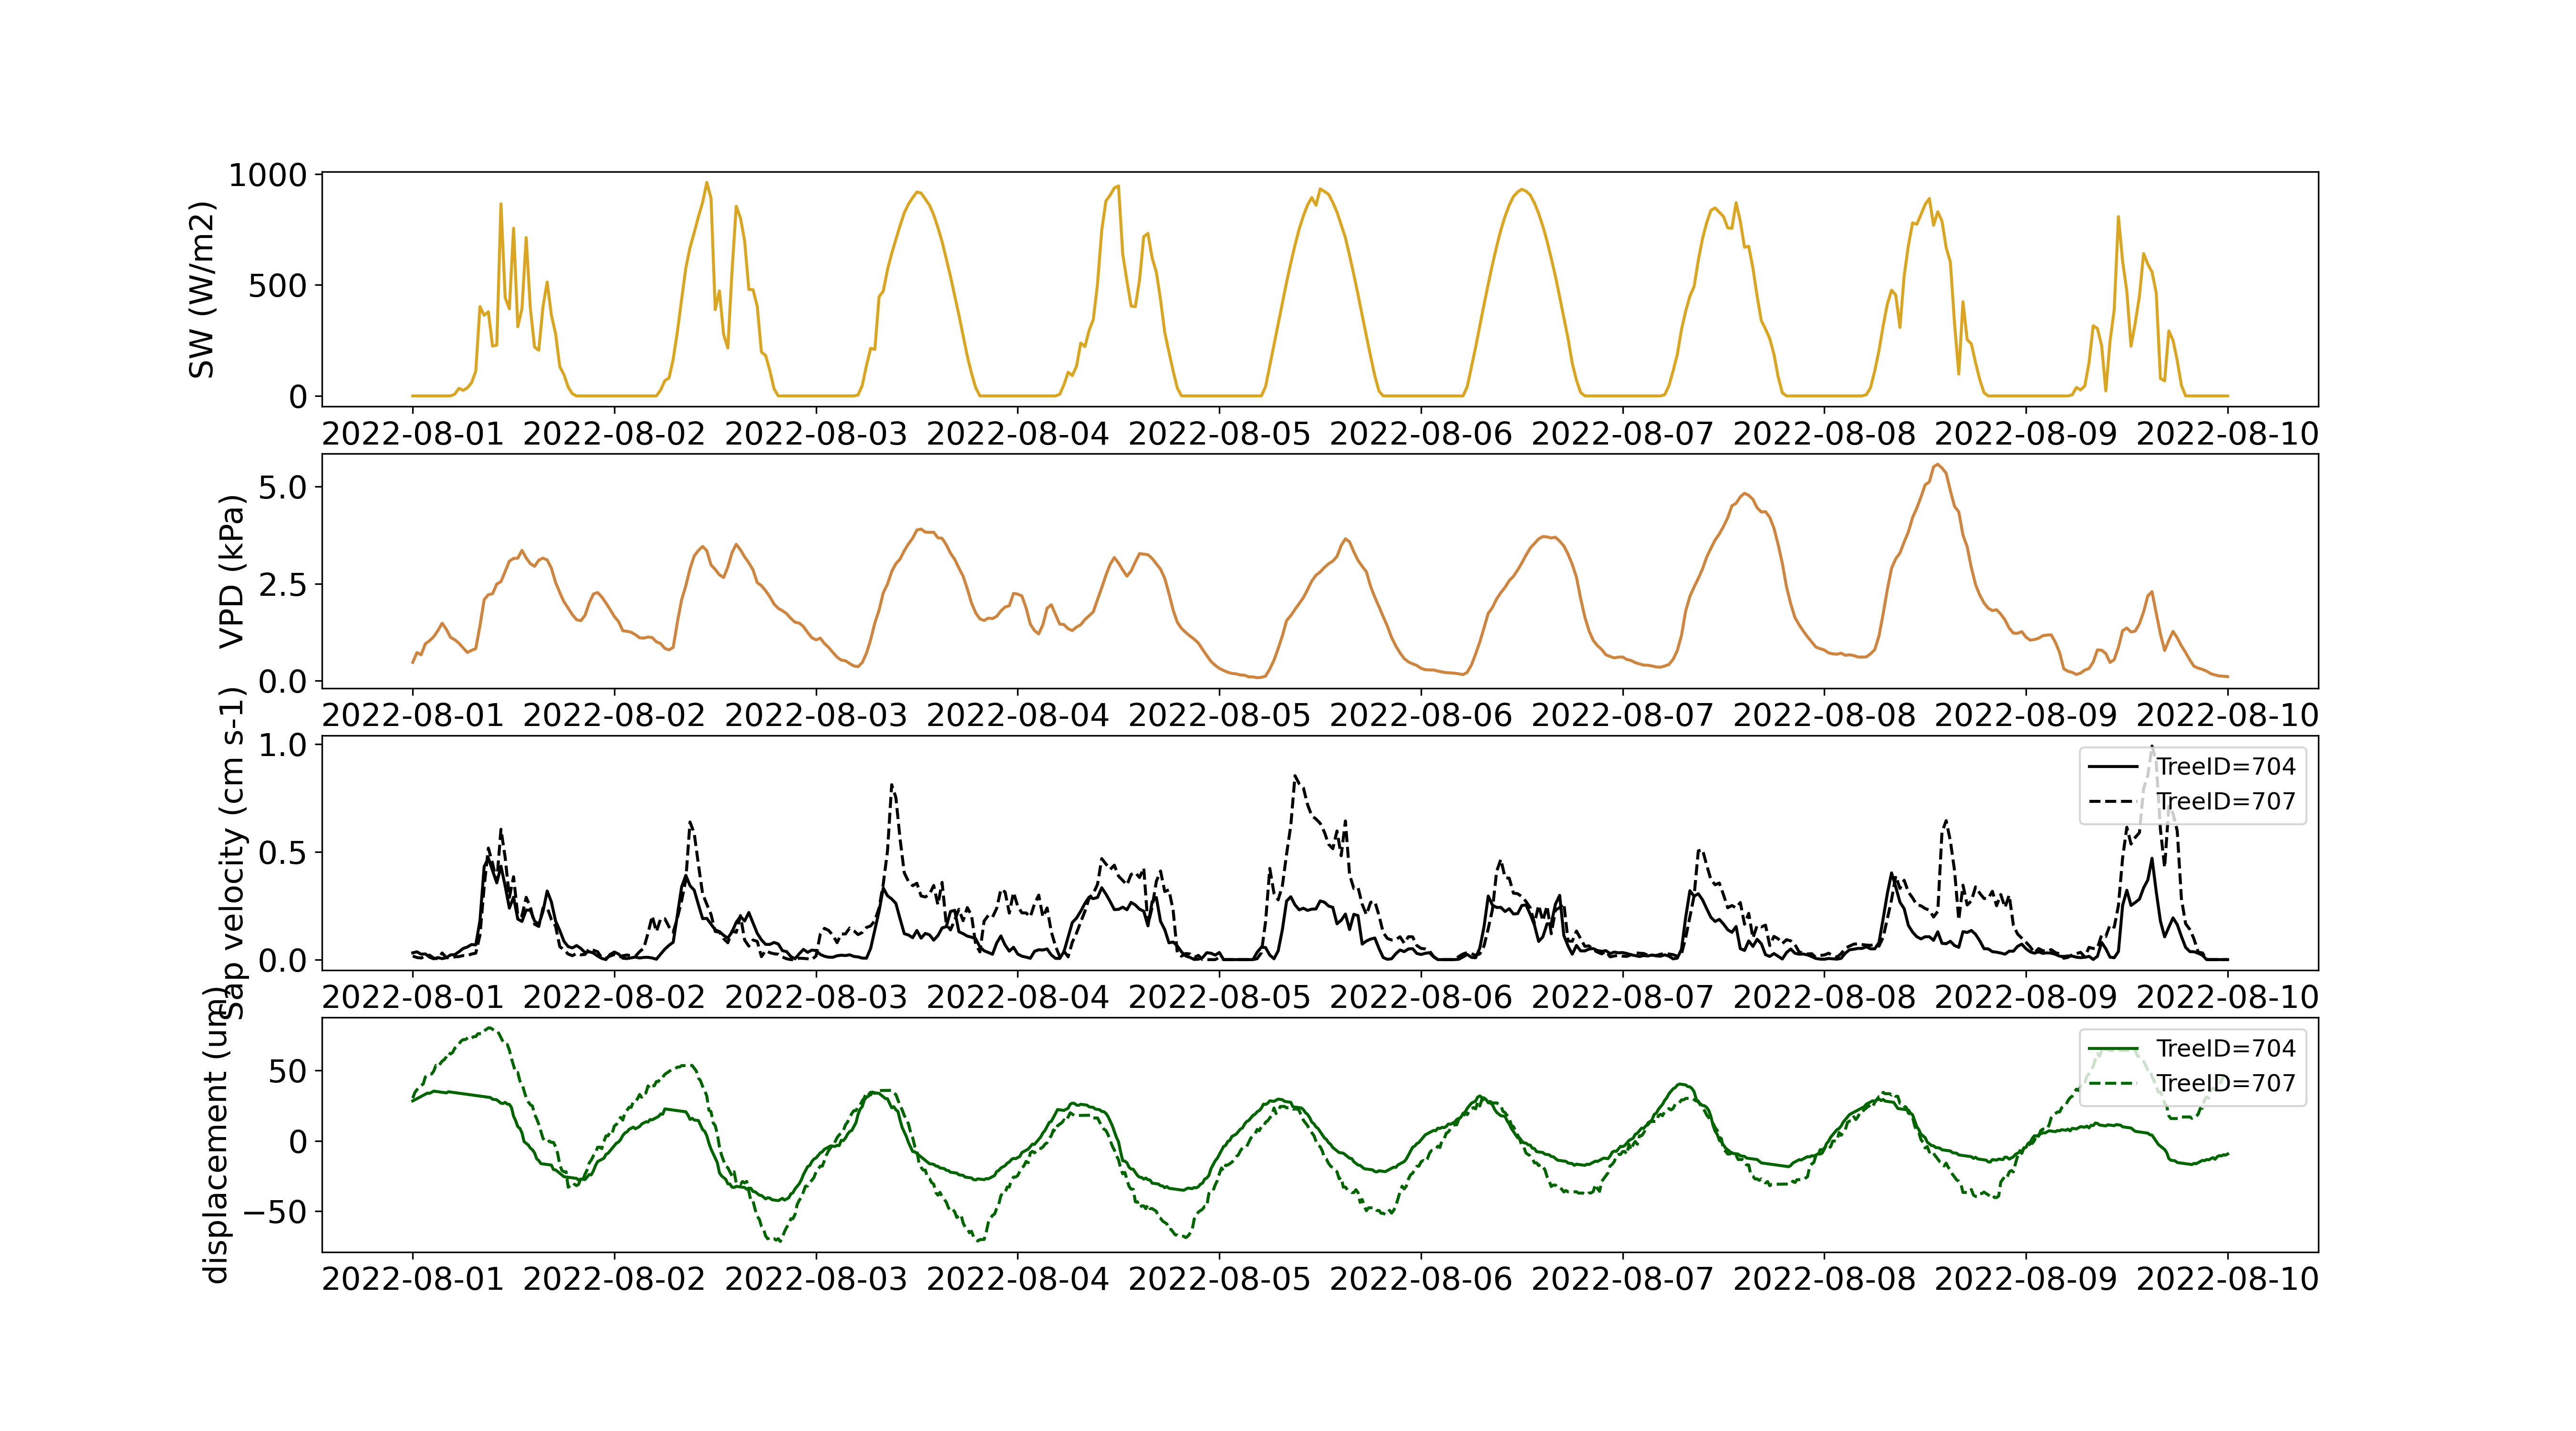 1000
500
0
SW (W/m2)
2022-08-01 2022-08-02 2022-08-03 2022-08-04 2022-08-05 2022-08-06 2022-08-07 2022-08-08 2022-08-09 2022-08-10
5.0
2.5
0.0
VPD (kPa)
2022-08-01 2022-08-02 2022-08-03 2022-08-04 2022-08-05 2022-08-06 2022-08-07 2022-08-08 2022-08-09 2022-08-10
1.0
0.5
0.0
Sap velocity (cm s-1)
TreeID=704
TreeID=707
2022-08-01 2022-08-02 2022-08-03 2022-08-04 2022-08-05 2022-08-06 2022-08-07 2022-08-08 2022-08-09 2022-08-10
50
0
−50
displacement (um)
TreeID=704
TreeID=707
2022-08-01 2022-08-02 2022-08-03 2022-08-04 2022-08-05 2022-08-06 2022-08-07 2022-08-08 2022-08-09 2022-08-10